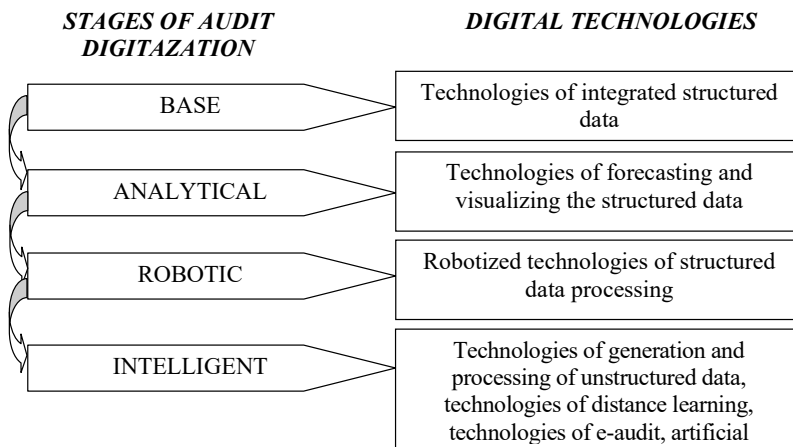 STAGES OF AUDIT
DIGITAZATION
DIGITAL TECHNOLOGIES
BASE
Technologies of integrated structured
data
ANALYTICAL
Technologies of forecasting and
visualizing the structured data
ROBOTIC
Robotized technologies of structured
data processing
INTELLIGENT
Technologies of generation and
processing of unstructured data,
technologies of distance learning,
technologies of e-audit, artificial